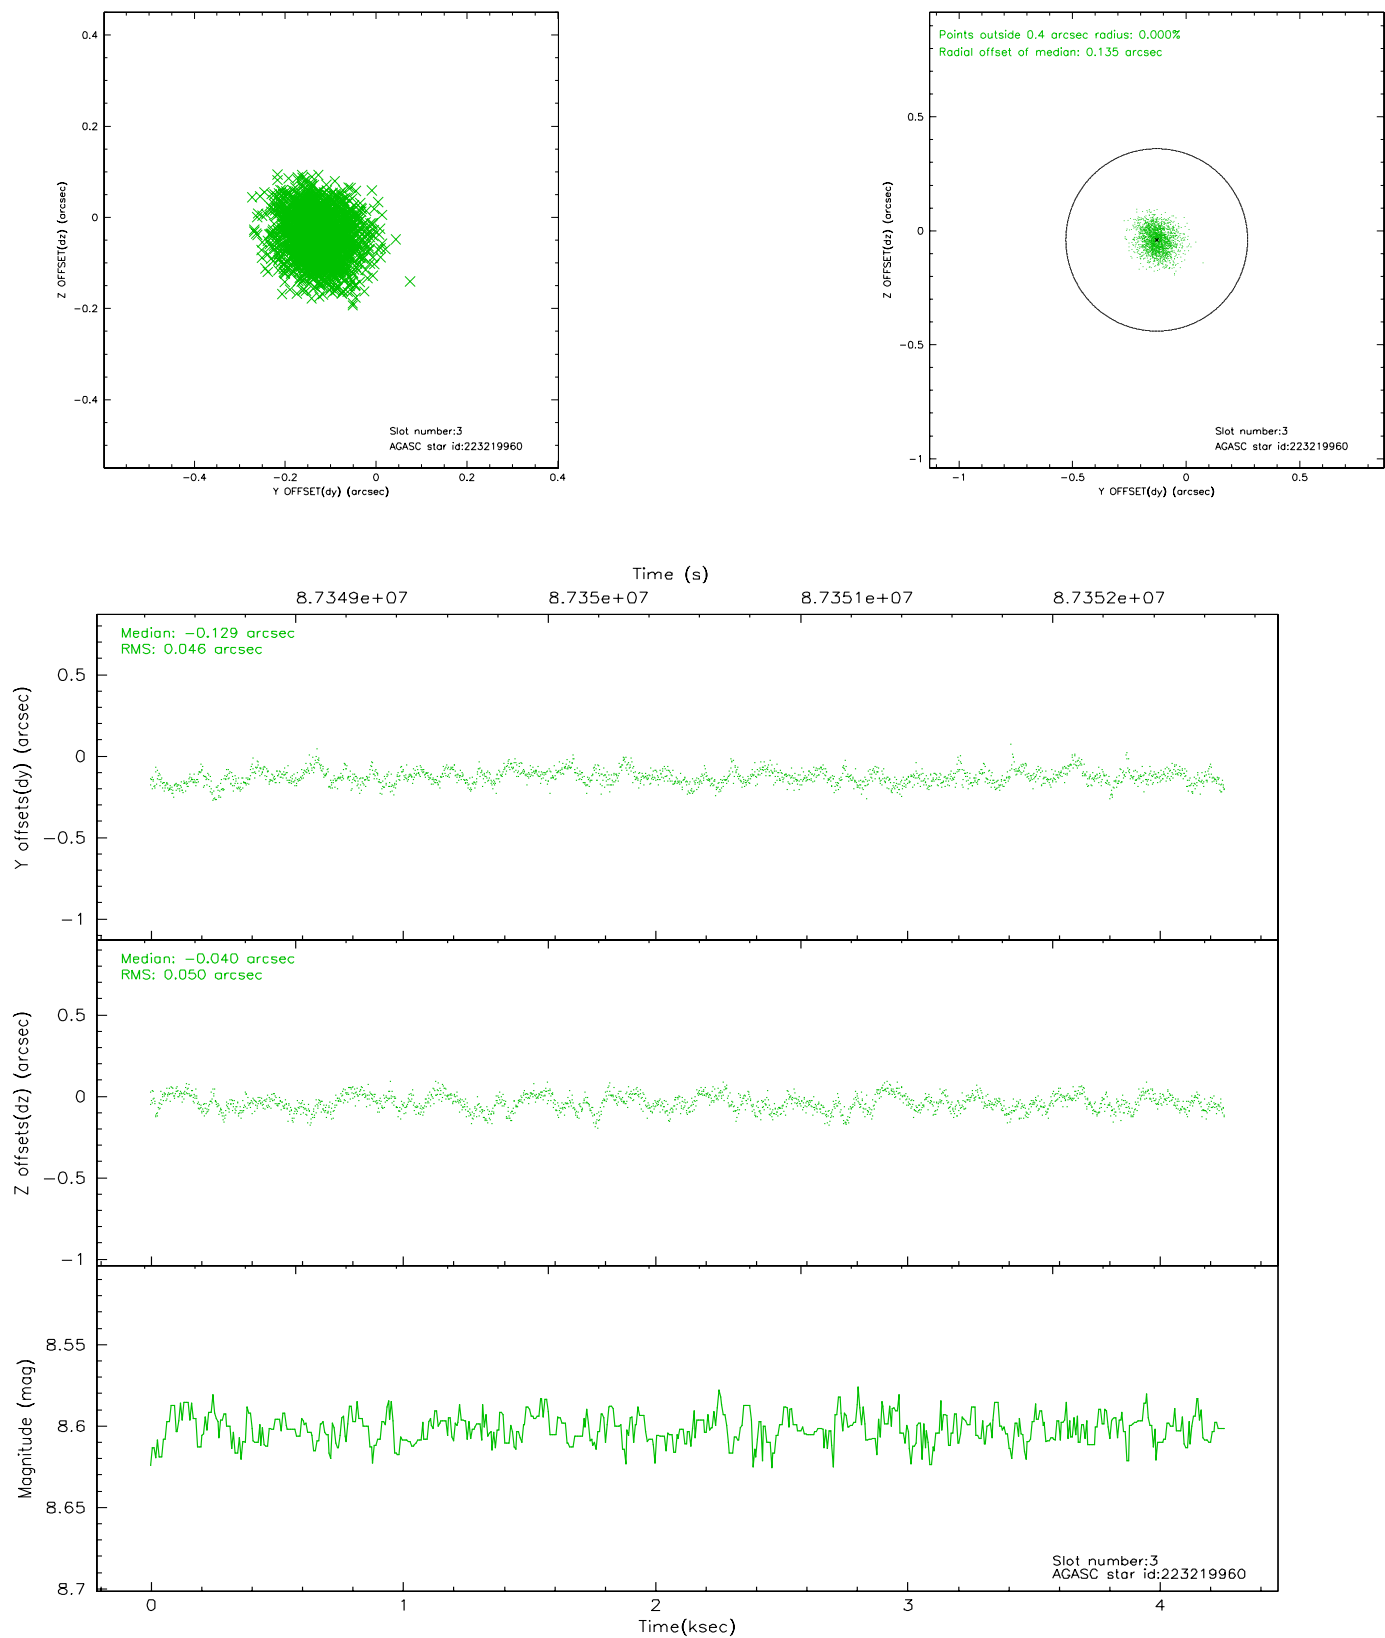 0.4
0.2
0
-0.2
-0.4
Z OFFSET(dz) (arcsec)
Slot number:3
AGASC star id:223219960
-0.4 -0.2 0 0.2 0.4
Y OFFSET(dy) (arcsec)
Points outside 0.4 arcsec radius: 0.000%
Radial offset of median: 0.135 arcsec
0.5
0
-0.5
-1
Z OFFSET(dz) (arcsec)
Slot number:3
AGASC star id:223219960
-1 -0.5 0 0.5
Y OFFSET(dy) (arcsec)
Time (s)
8.7349e+07 8.735e+07 8.7351e+07 8.7352e+07
Median: -0.129 arcsec
RMS: 0.046 arcsec
0.5
0
-0.5
-1
Y offsets(dy) (arcsec)
Median: -0.040 arcsec
RMS: 0.050 arcsec
0.5
0
-0.5
-1
Z offsets(dz) (arcsec)
8.55
8.6
8.65
8.7
Magnitude (mag)
Slot number:3
AGASC star id:223219960
0 1 2 3 4
Time(ksec)